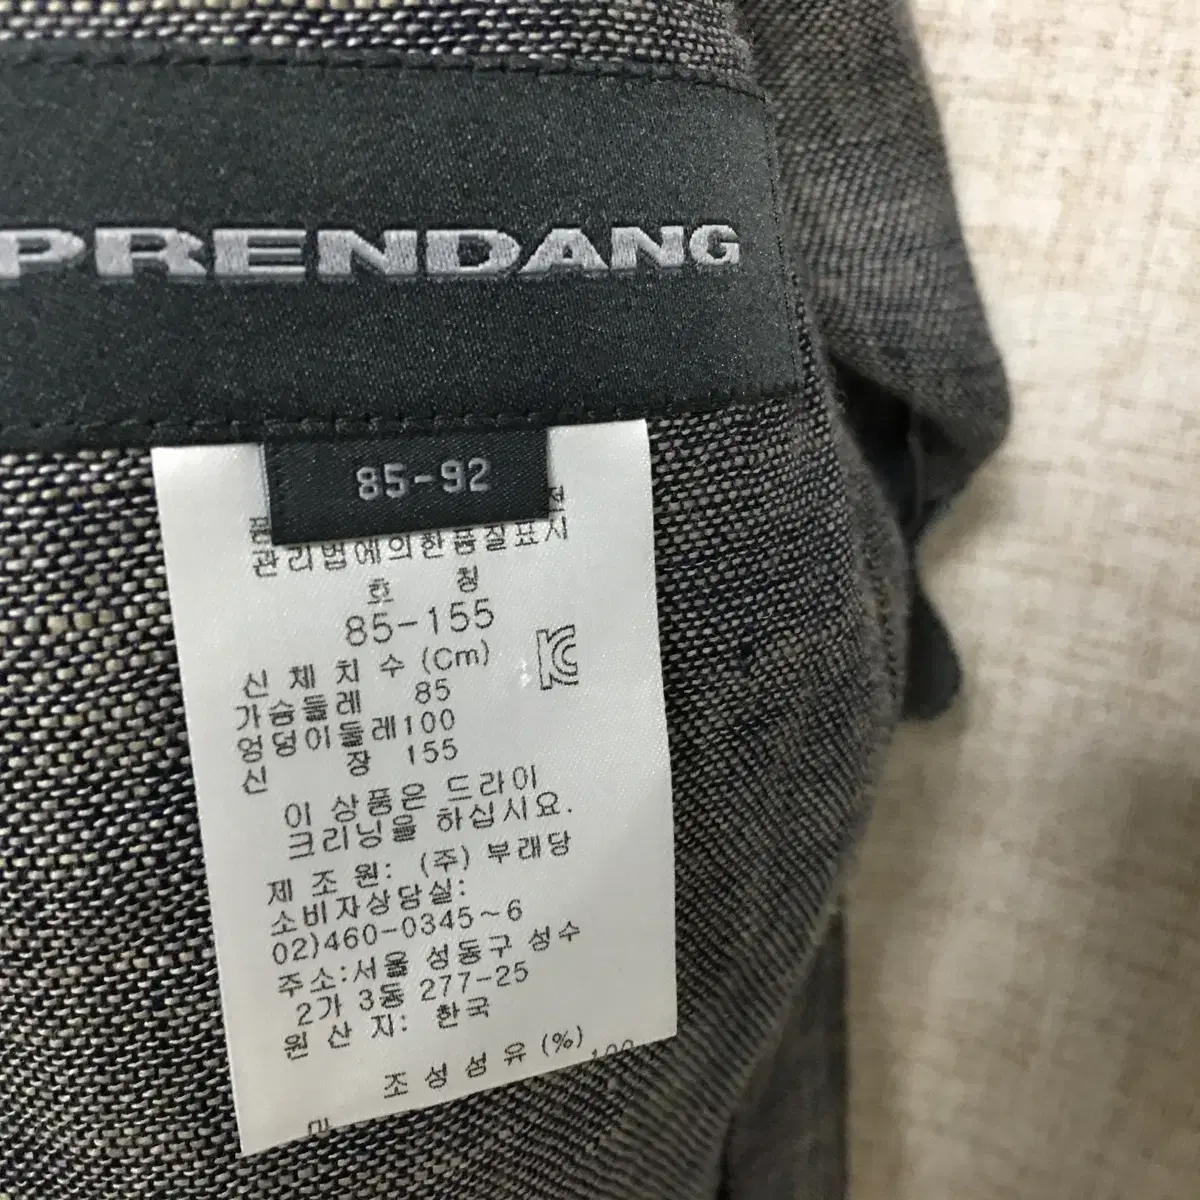 PRENDANG
85-92
관리법에의한품질표시
호 칭
85-155
신 체 치 수 (Cm)
가슴둘레 85
엉덩이둘레100
신 장 155
이 상품은 드라이
크리닝을 하십시요.
제 조 원: (주) 부래당
소비자상담실:
02)460-0345~6
주소:서울 성동구 성수
2가 3동 277-25
원 산 지: 한국
조 성 섬 유 (%)
100